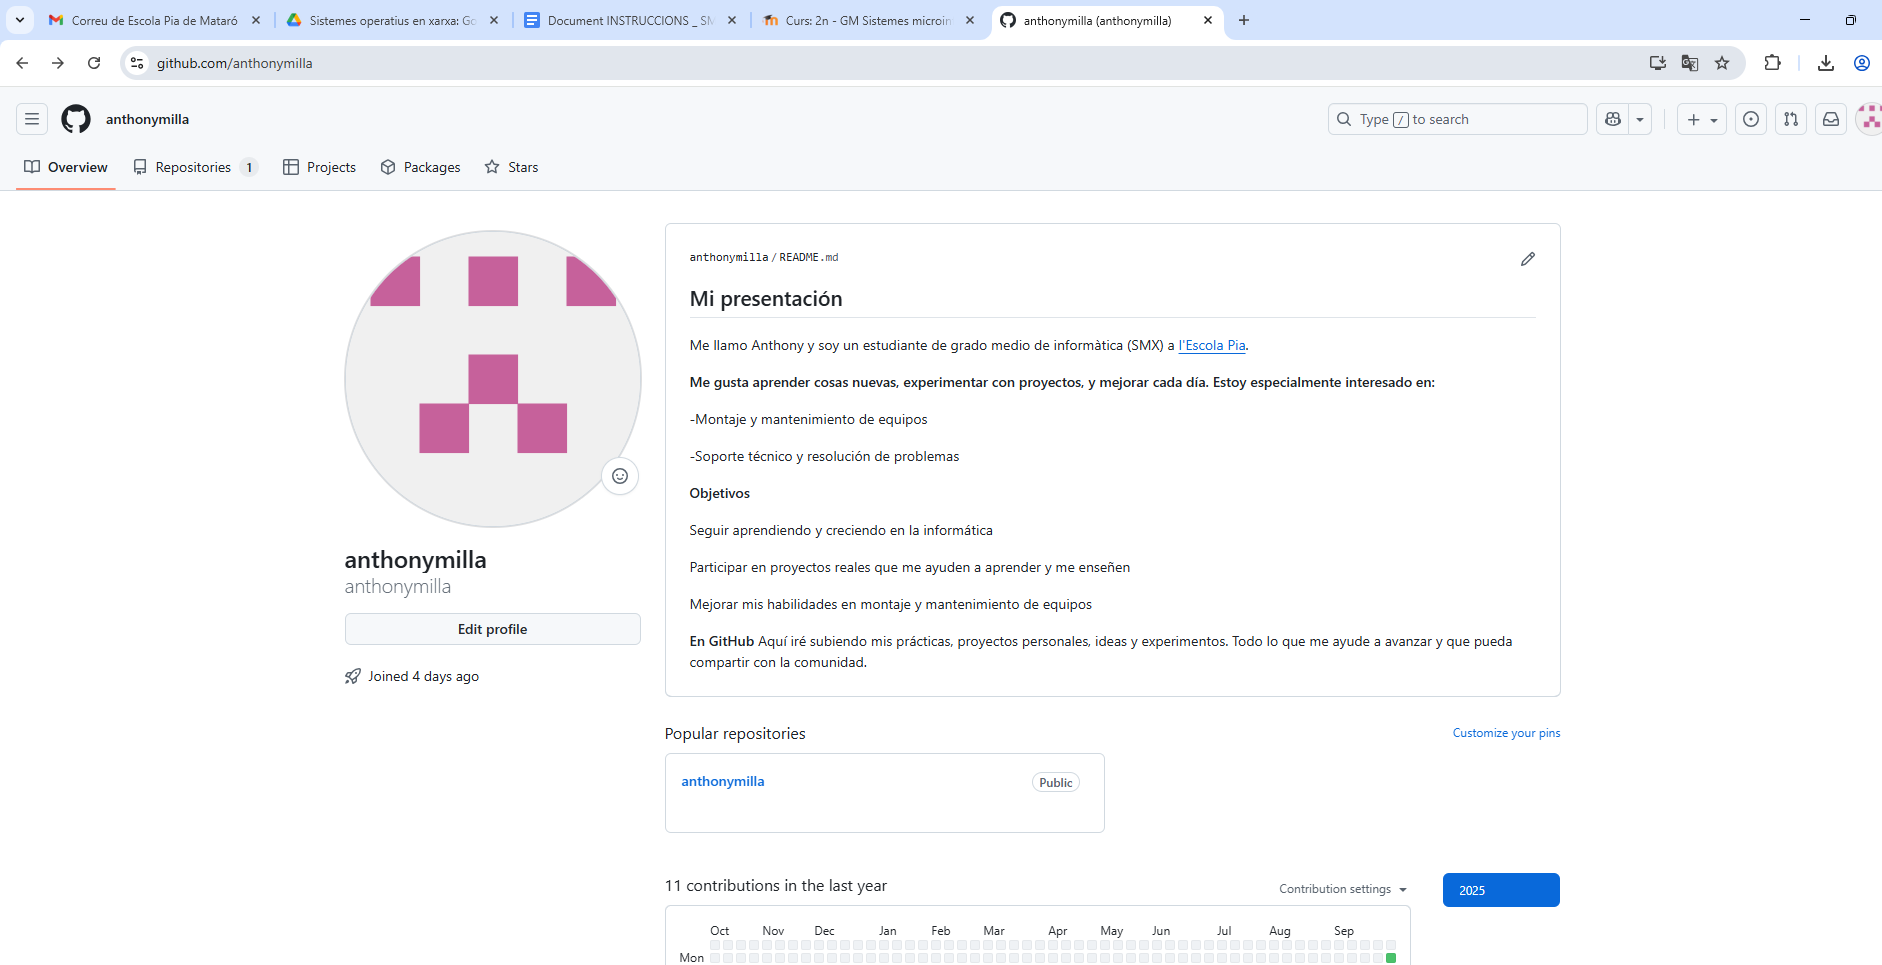 Correu de Escola Pia de Mataró
Sistemes operatius en xarxa: Go
Document INSTRUCCIONS _ SM
Curs: 2n - GM Sistemes microin
anthonymilla (anthonymilla)
github.com/anthonymilla
anthonymilla
Type / to search
Overview
Repositories 1
Projects
Packages
Stars
anthonymilla / README.md
Mi presentación
Me llamo Anthony y soy un estudiante de grado medio de informàtica (SMX) a l'Escola Pia.
Me gusta aprender cosas nuevas, experimentar con proyectos, y mejorar cada día. Estoy especialmente interesado en:
-Montaje y mantenimiento de equipos
-Soporte técnico y resolución de problemas
Objetivos
Seguir aprendiendo y creciendo en la informática
Participar en proyectos reales que me ayuden a aprender y me enseñen
Mejorar mis habilidades en montaje y mantenimiento de equipos
En GitHub Aquí iré subiendo mis prácticas, proyectos personales, ideas y experimentos. Todo lo que me ayude a avanzar y que pueda
compartir con la comunidad.
anthonymilla
anthonymilla
Edit profile
Joined 4 days ago
Popular repositories
Customize your pins
anthonymilla
Public
11 contributions in the last year
Contribution settings
2025
Oct Nov Dec Jan Feb Mar Apr May Jun Jul Aug Sep
Mon